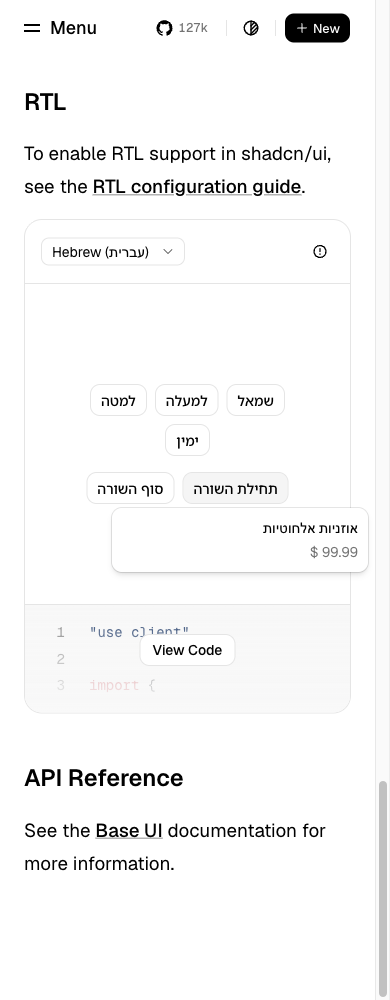 Menu 127k New
RTL
To enable RTL support in shadcn/ui,
see the RTL configuration guide.
Hebrew (עברית)
שמאל למעלה למטה
ימין
תחילת השורה סוף השורה
אוזניות אלחוטיות
$ 99.99
1 "use client"
View Code
2
3 import {
API Reference
See the Base UI documentation for
more information.